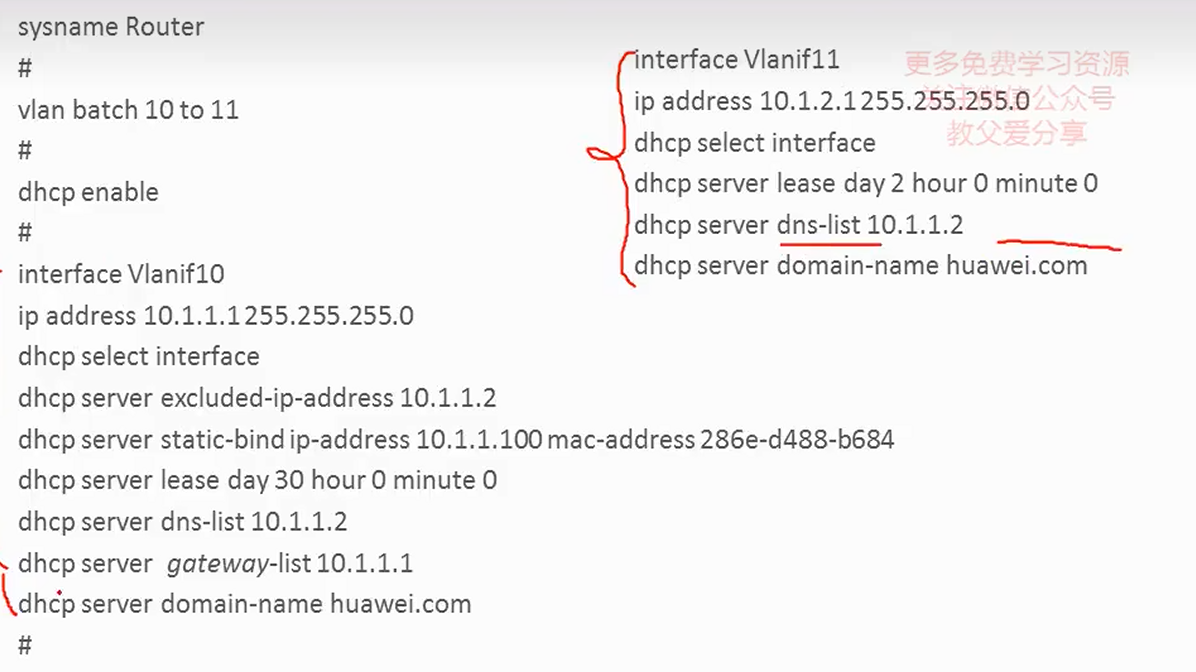 sysname Router
#
vlan batch 10 to 11
#
dhcp enable
#
interface Vlanif10
ip address 10.1.1.1 255.255.255.0
dhcp select interface
dhcp server excluded-ip-address 10.1.1.2
dhcp server static-bind ip-address 10.1.1.100 mac-address 286e-d488-b684
dhcp server lease day 30 hour 0 minute 0
dhcp server dns-list 10.1.1.2
dhcp server gateway-list 10.1.1.1
dhcp server domain-name huawei.com
#
interface Vlanif11
ip address 10.1.2.1 255.255.255.0
dhcp select interface
dhcp server lease day 2 hour 0 minute 0
dhcp server dns-list 10.1.1.2
dhcp server domain-name huawei.com
更多免费学习资源
关注微信公众号
教父爱分享